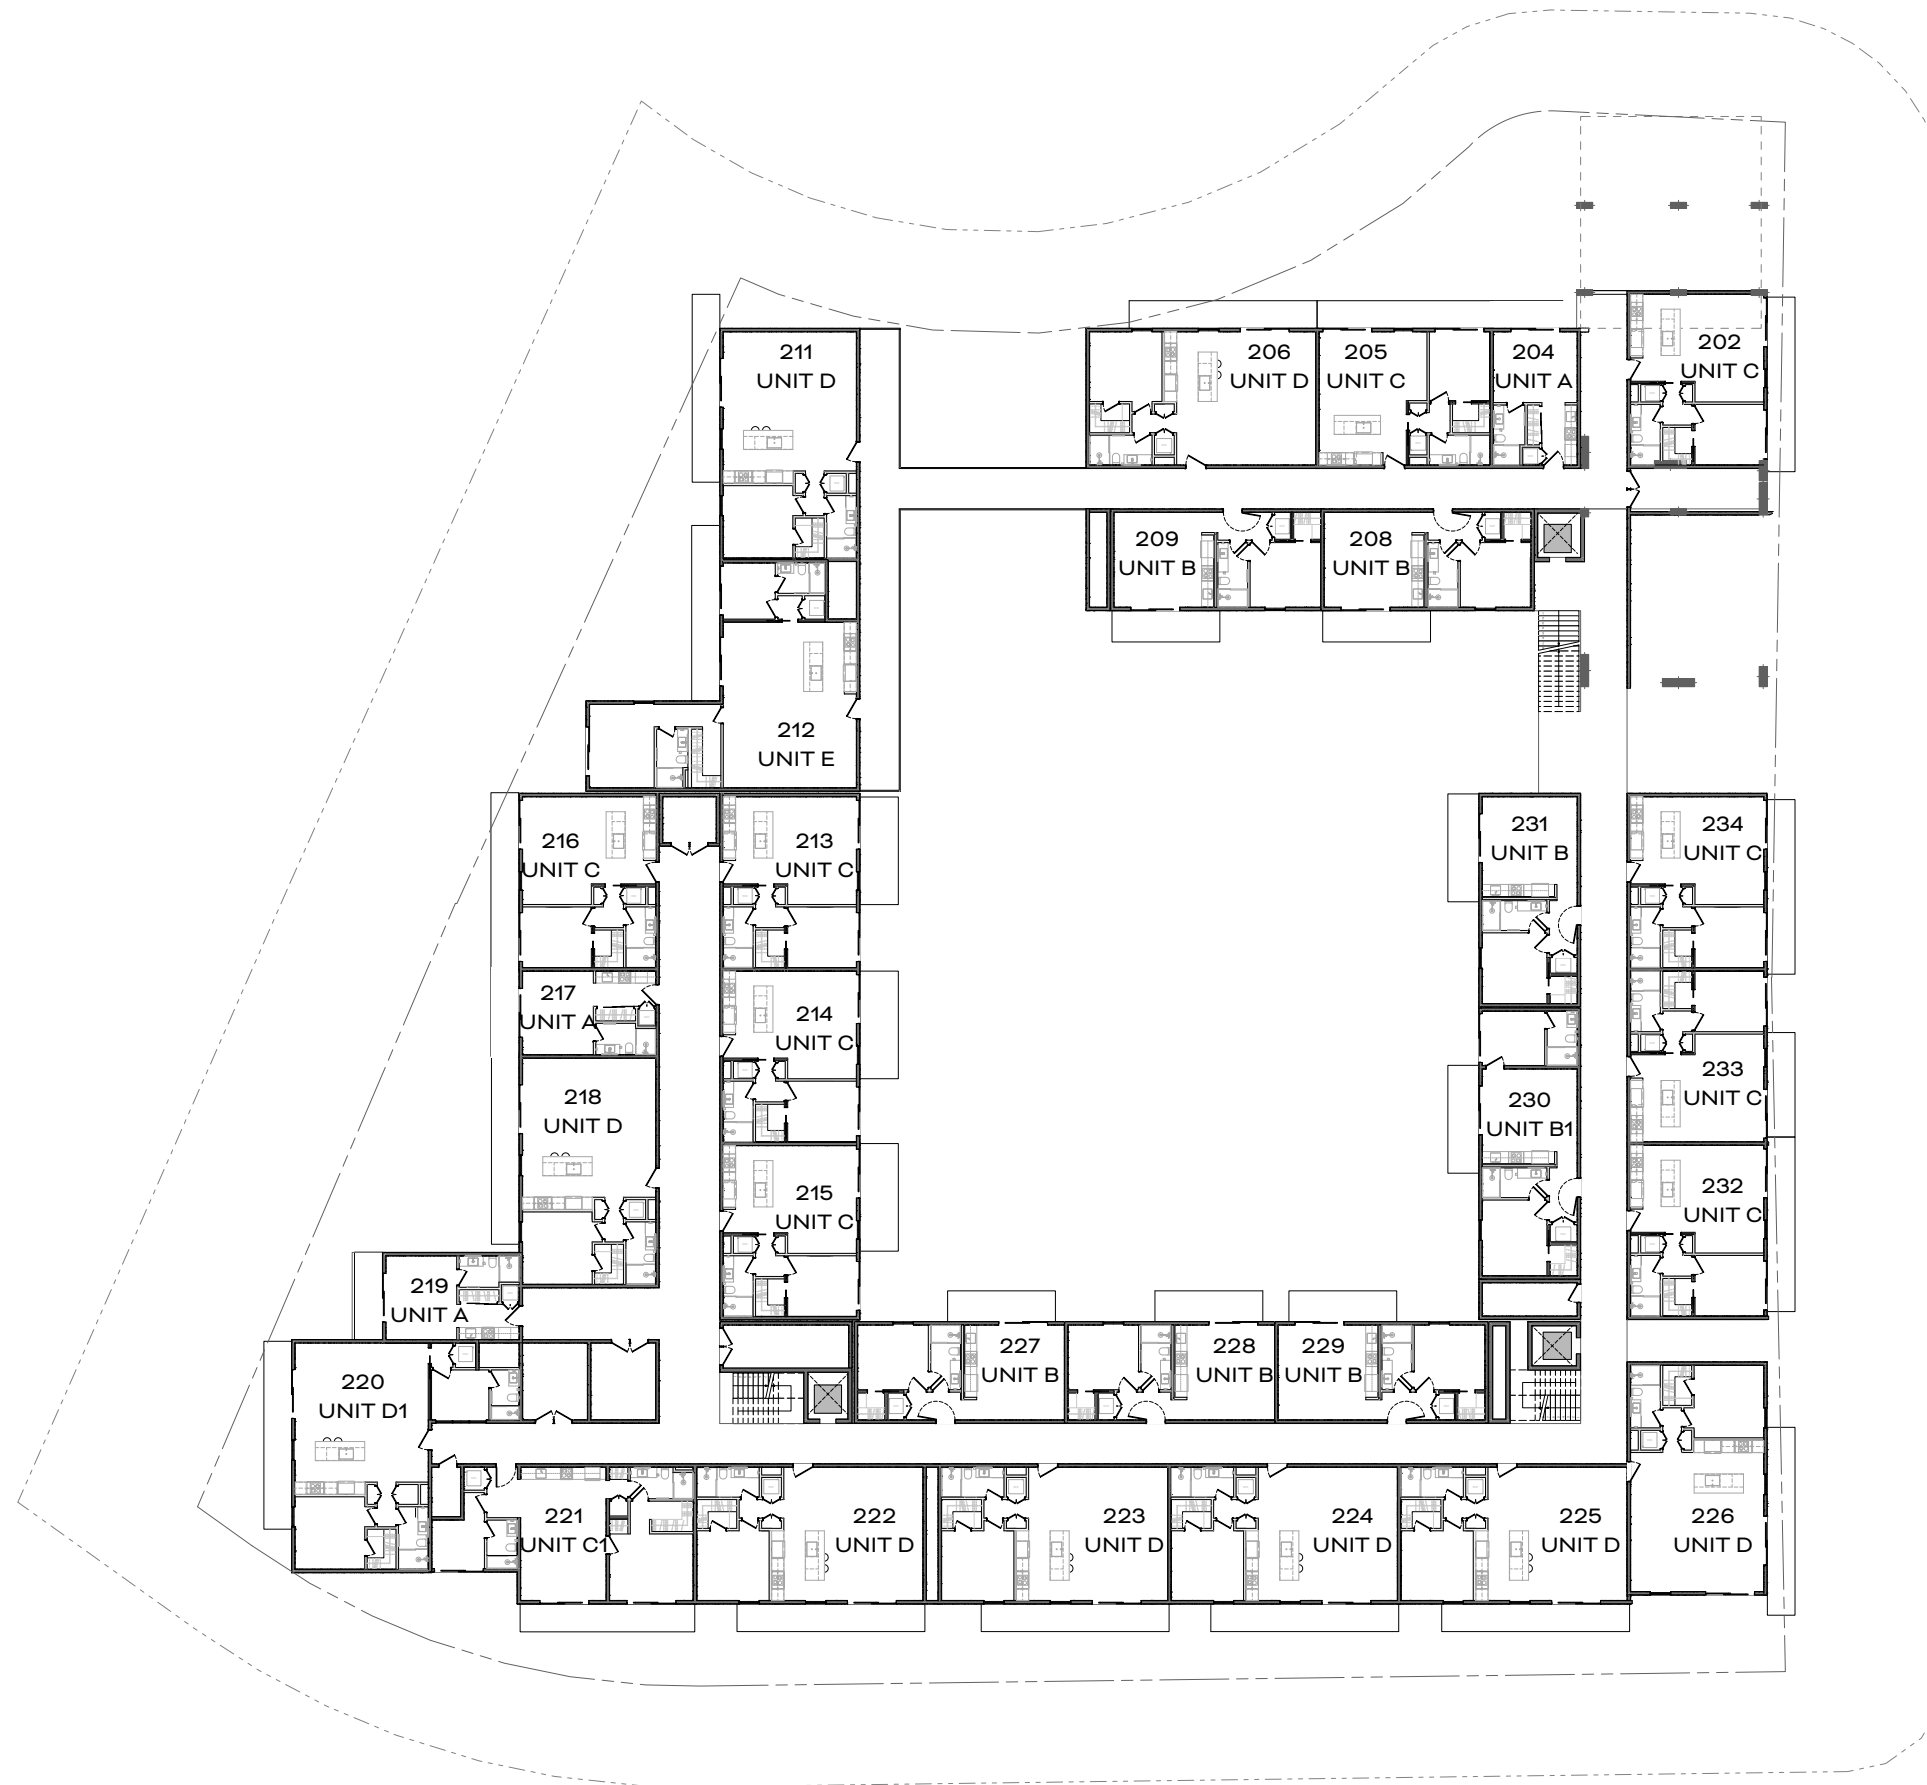 211
UNIT D
206
UNIT D
205
UNIT C
204
UNIT A
202
UNIT C
209
UNIT B
208
UNIT B
212
UNIT E
216
UNIT C
213
UNIT C
231
UNIT B
234
UNIT C
217
UNIT A
214
UNIT C
218
UNIT D
230
UNIT B1
233
UNIT C
215
UNIT C
232
UNIT C
219
UNIT A
220
UNIT D1
227
UNIT B
228
UNIT B
229
UNIT B
221
UNIT C1
222
UNIT D
223
UNIT D
224
UNIT D
225
UNIT D
226
UNIT D